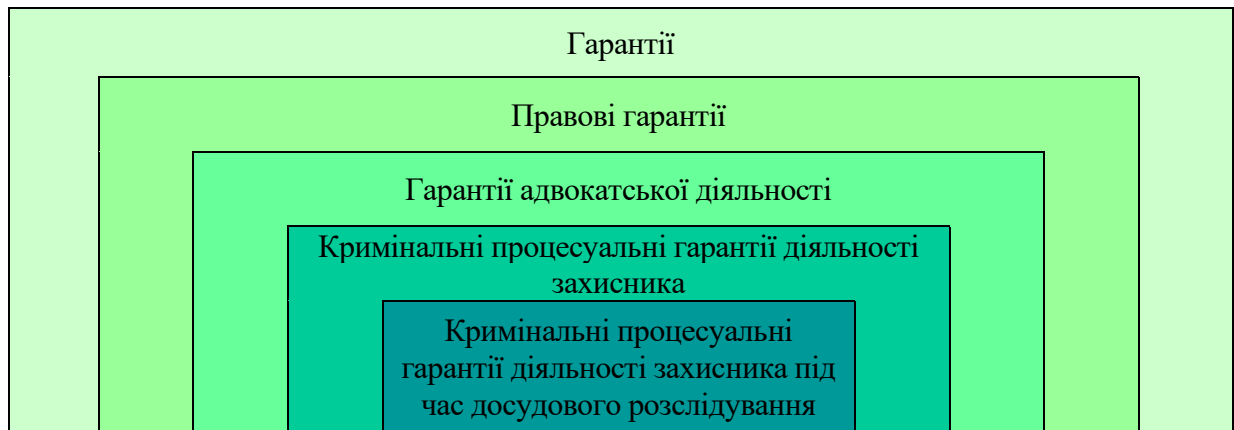 Гарантії
Правові гарантії
Гарантії адвокатської діяльності
Кримінальні процесуальні гарантії діяльності
захисника
Кримінальні процесуальні
гарантії діяльності захисника під
час досудового розслідування